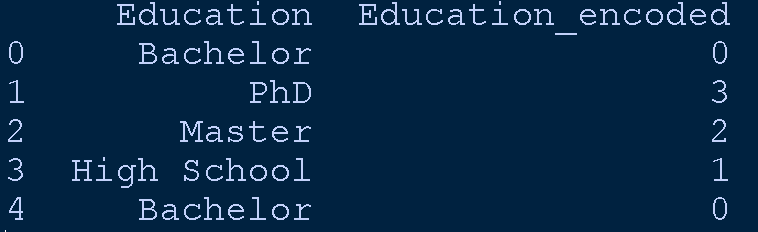 Education Education_encoded
0 Bachelor 0
1 PhD 3
2 Master 2
3 High School 1
4 Bachelor 0